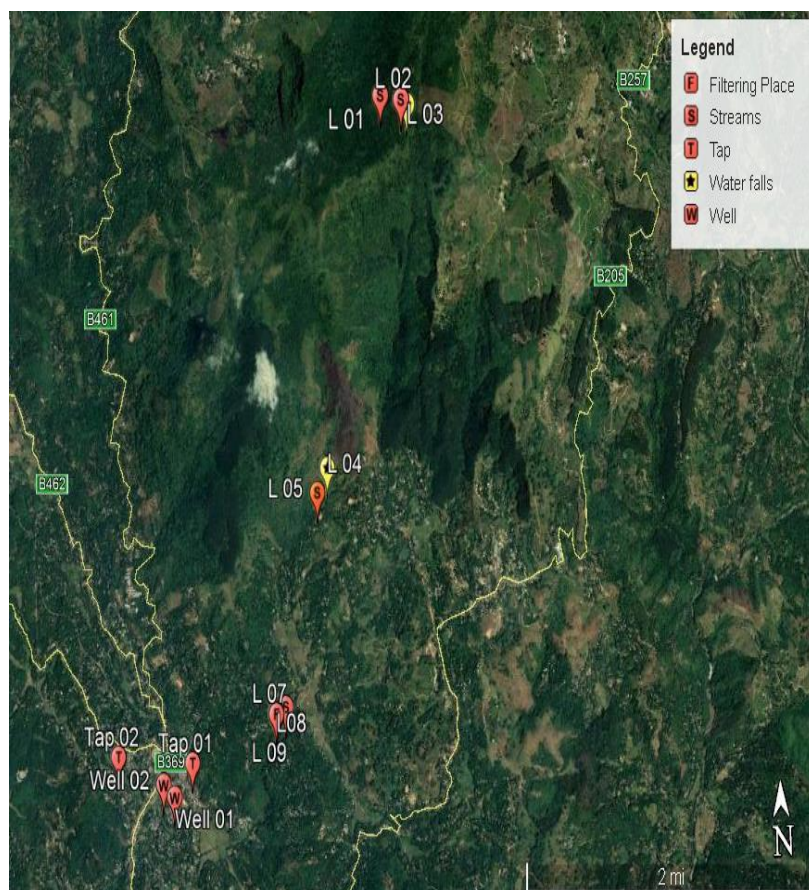 Legend
F Filtering Place
S Streams
T Tap
Water falls
W Well
B257
L 02
S S
L 01 L 03
B205
B461
L 04
B462
L 05
S
L 07
F S
L08
L 09
Tap 02 Tap 01
T B369 T
Well 02
W W
Well 01
N
2 mi